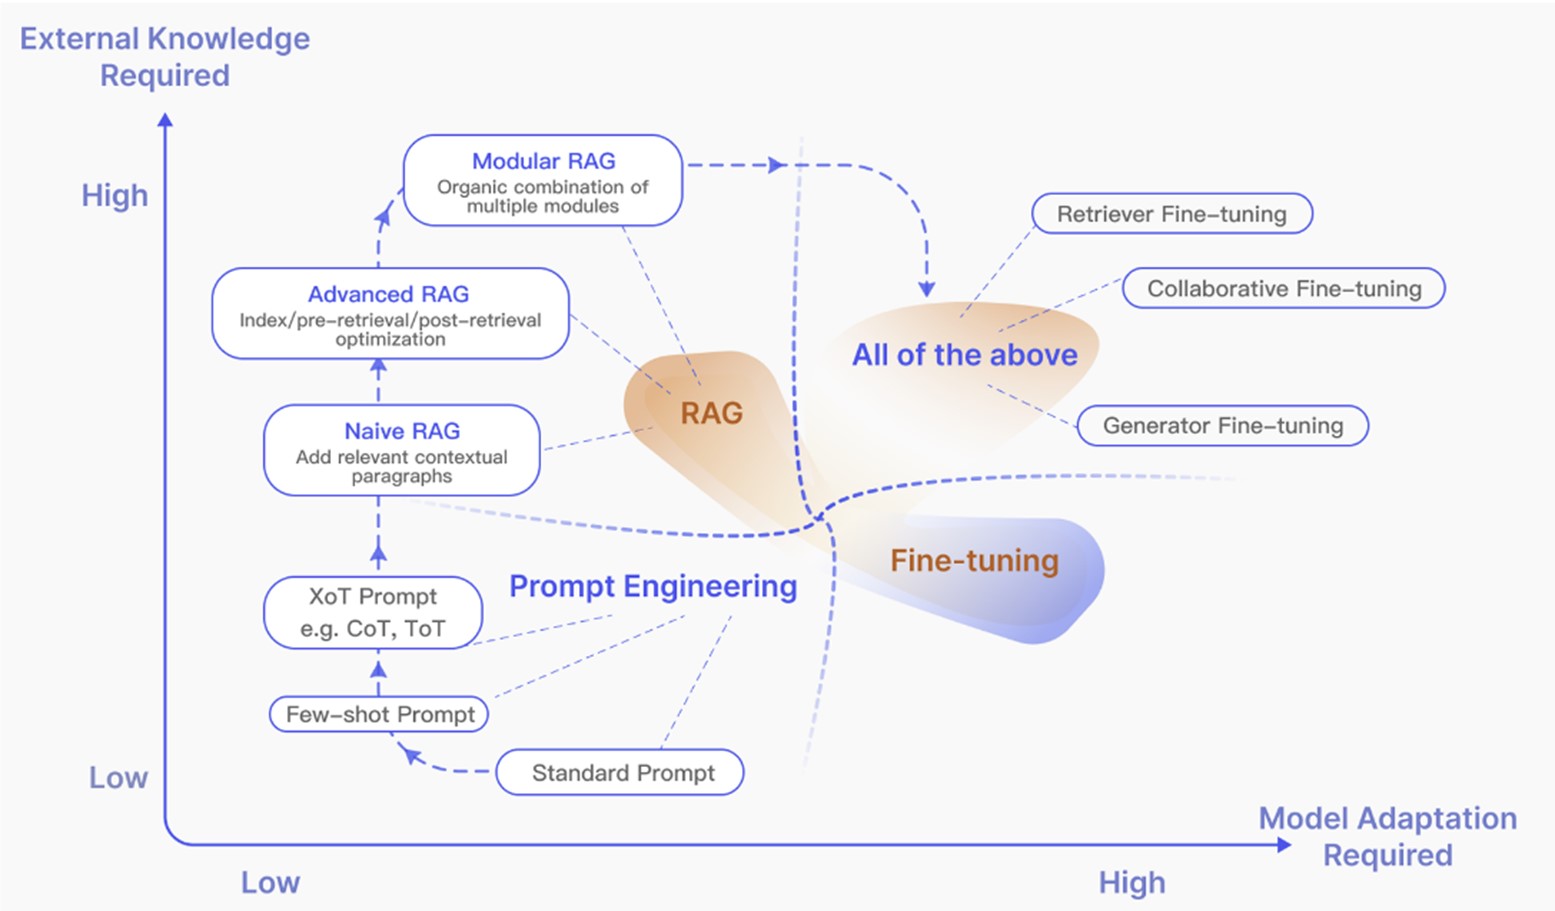 External Knowledge
Required
High
Modular RAG
Organic combination of
multiple modules
Advanced RAG
Index/pre-retrieval/post-retrieval
optimization
Naive RAG
Add relevant contextual
paragraphs
RAG
Retriever Fine-tuning
Collaborative Fine-tuning
All of the above
Generator Fine-tuning
XoT Prompt
e.g. CoT, ToT
Prompt Engineering
Fine-tuning
Few-shot Prompt
Standard Prompt
Low
Low
High
Model Adaptation
Required